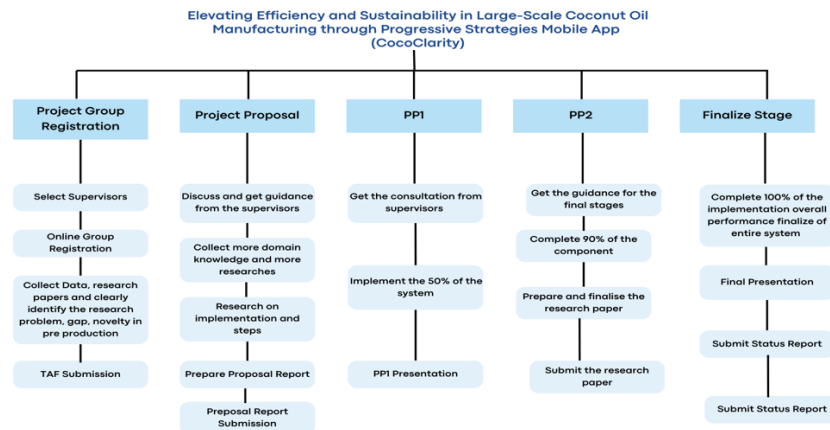 Elevating Efficiency and Sustainability in Large-Scale Coconut Oil
Manufacturing through Progressive Strategies Mobile App
(CocoClarity)
Project Group
Registration
Select Supervisors
Online Group
Registration
Collect Data, research
papers and clearly
identify the research
problem, gap, novelty in
pre production
TAF Submission
Project Proposal
Discuss and get guidance
from the supervisors
Collect more domain
knowledge and more
researches
Research on
implementation and
steps
Prepare Proposal Report
Preposal Report
Submission
PP1
Get the consultation from
supervisors
Implement the 50% of the
system
PP1 Presentation
PP2
Get the guidance for the
final stages
Complete 90% of the
component
Prepare and finalise the
research paper
Submit the research
paper
Finalize Stage
Complete 100% of the
implementation overall
performance finalize of
entire system
Final Presentation
Submit Status Report
Submit Status Report